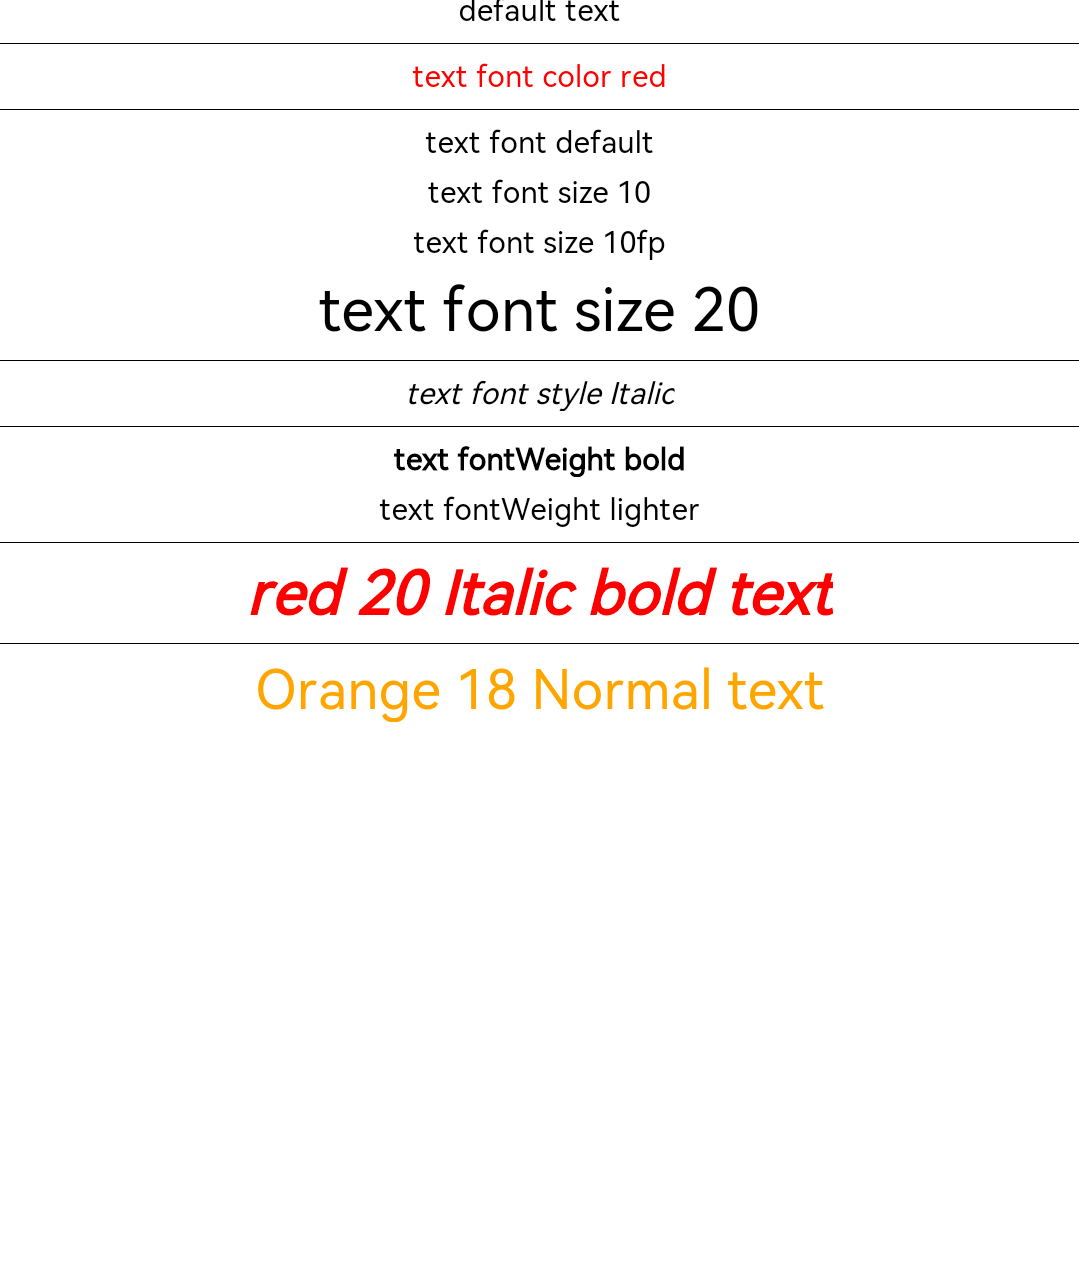 default text
text font color red
text font default
text font size 10
text font size 10fp
text font size 20
text font style Italic
text fontWeight bold
text fontWeight lighter
red 20 Italic bold text
Orange 18 Normal text